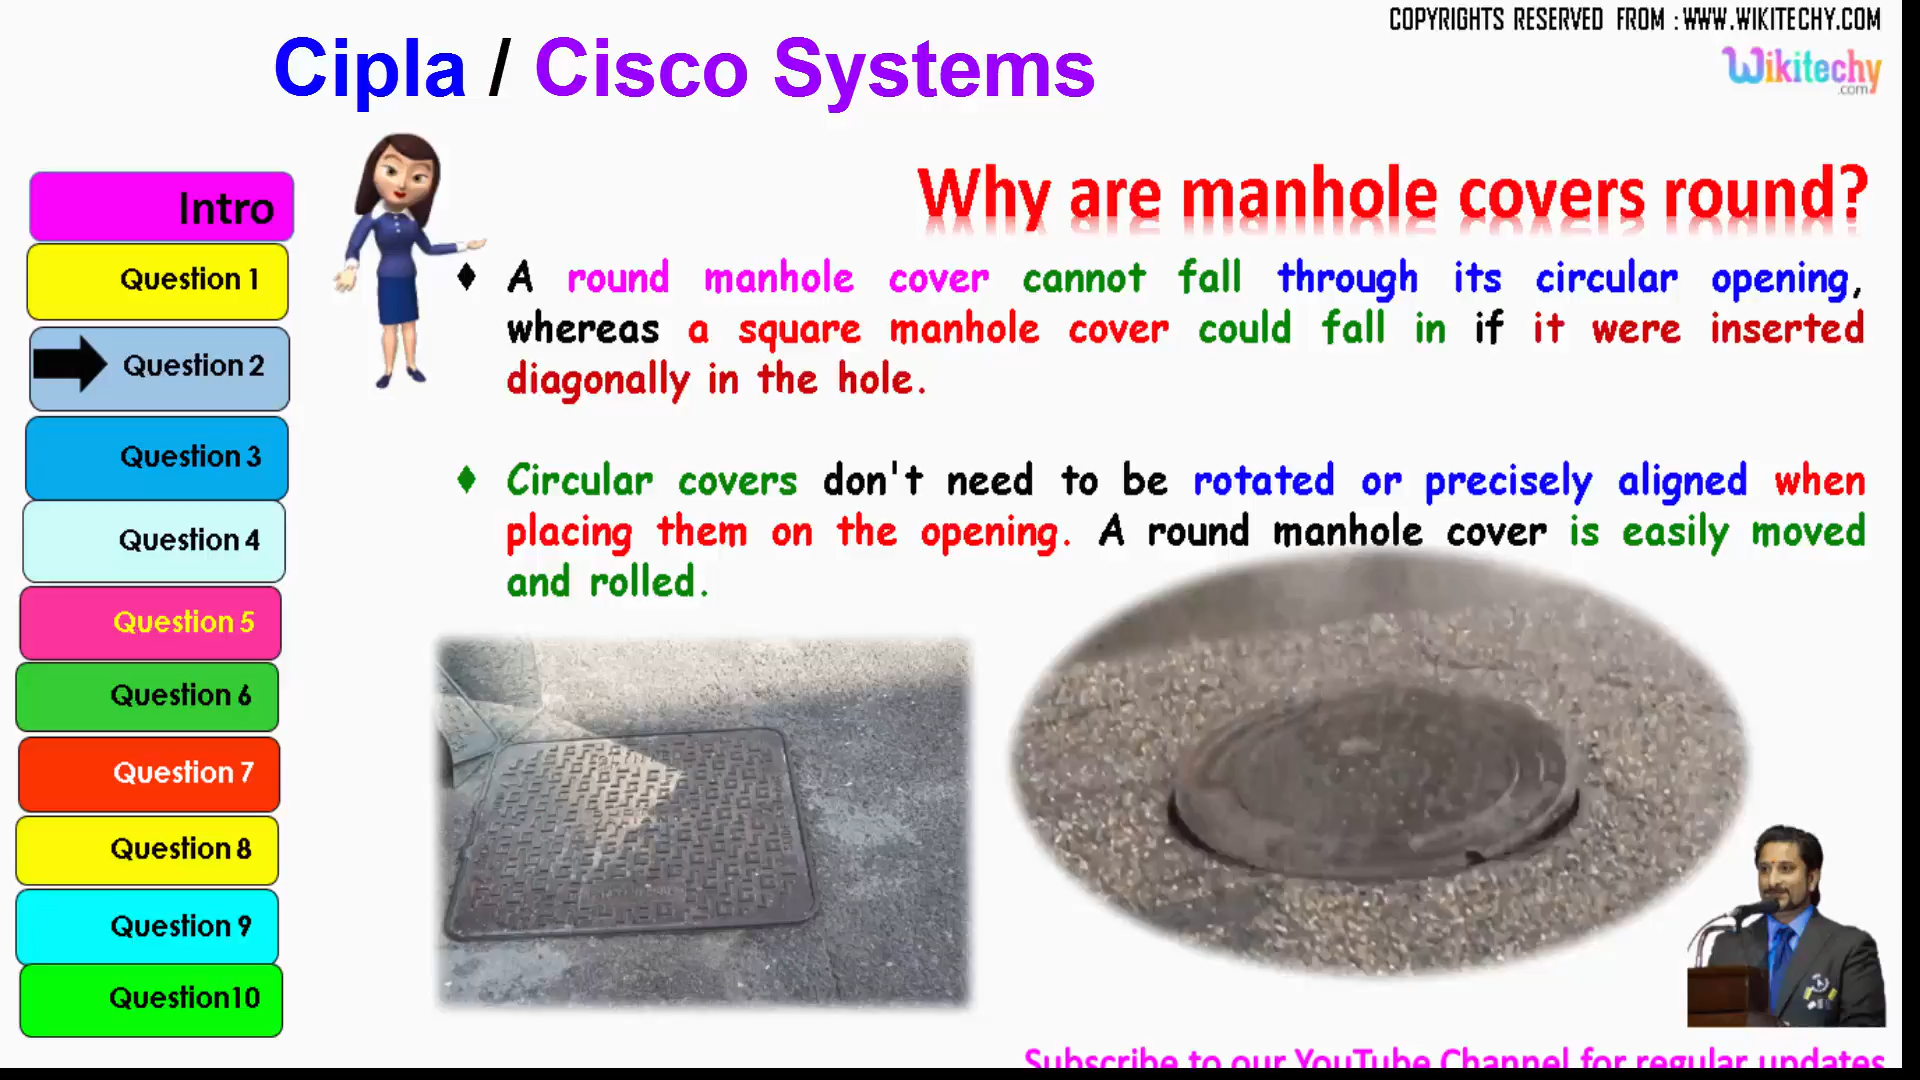 COPYRIGHTS RESERVED FROM : WWW.WIKITECHY.COM
Cipla / Cisco Systems
Wikitechy
.com
Why are manhole covers round?
Intro
Question 1
Question 2
Question 3
Question 4
Question 5
Question 6
Question 7
Question 8
Question 9
Question10
♦ A round manhole cover cannot fall through its circular opening,
whereas a square manhole cover could fall in if it were inserted
diagonally in the hole.
♦ Circular covers don't need to be rotated or precisely aligned when
placing them on the opening. A round manhole cover is easily moved
and rolled.
Subscribe to our YouTube Channel for regular updates